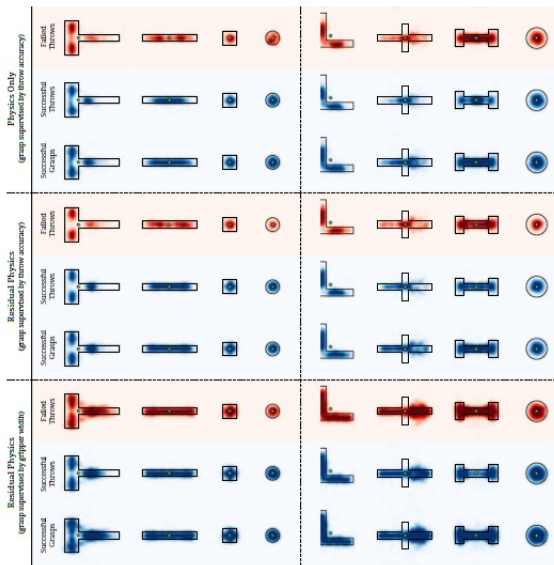 Physics Only
(grasp supervised by throw accuracy)
Failed
Throws
Successful
Throws
Successful
Grasps
Residual Physics
(grasp supervised by throw accuracy)
Failed
Throws
Successful
Throws
Successful
Grasps
Residual Physics
(grasp supervised by gripper width)
Failed
Throws
Successful
Throws
Successful
Grasps